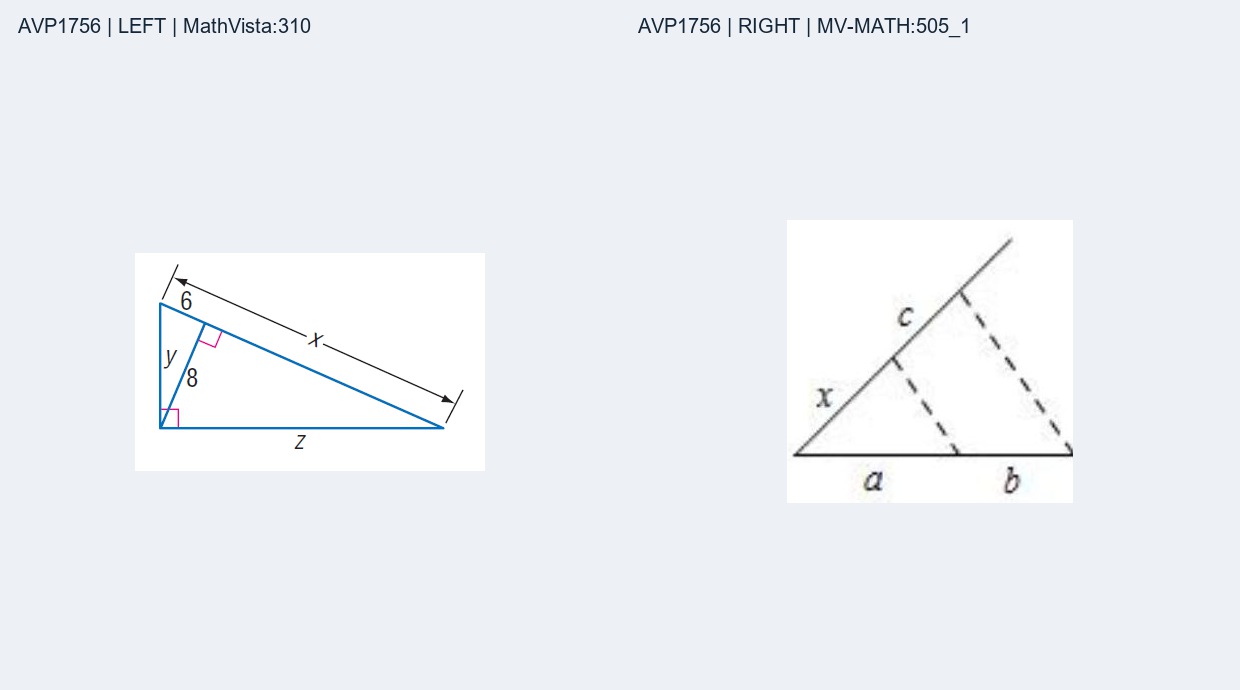 AVP1756 | LEFT | MathVista:310
AVP1756 | RIGHT | MV-MATH:505_1
6
x
y
8
z
c
x
a
b